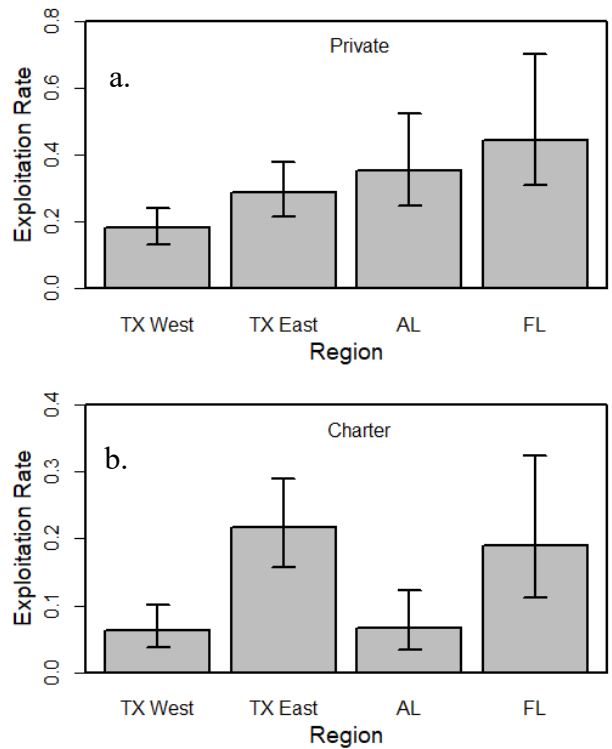 Private
a.
Exploitation Rate
0.8
0.6
0.4
0.2
0.0
TX West TX East AL FL
Region
Charter
b.
Exploitation Rate
0.4
0.3
0.2
0.1
0.0
TX West TX East AL FL
Region